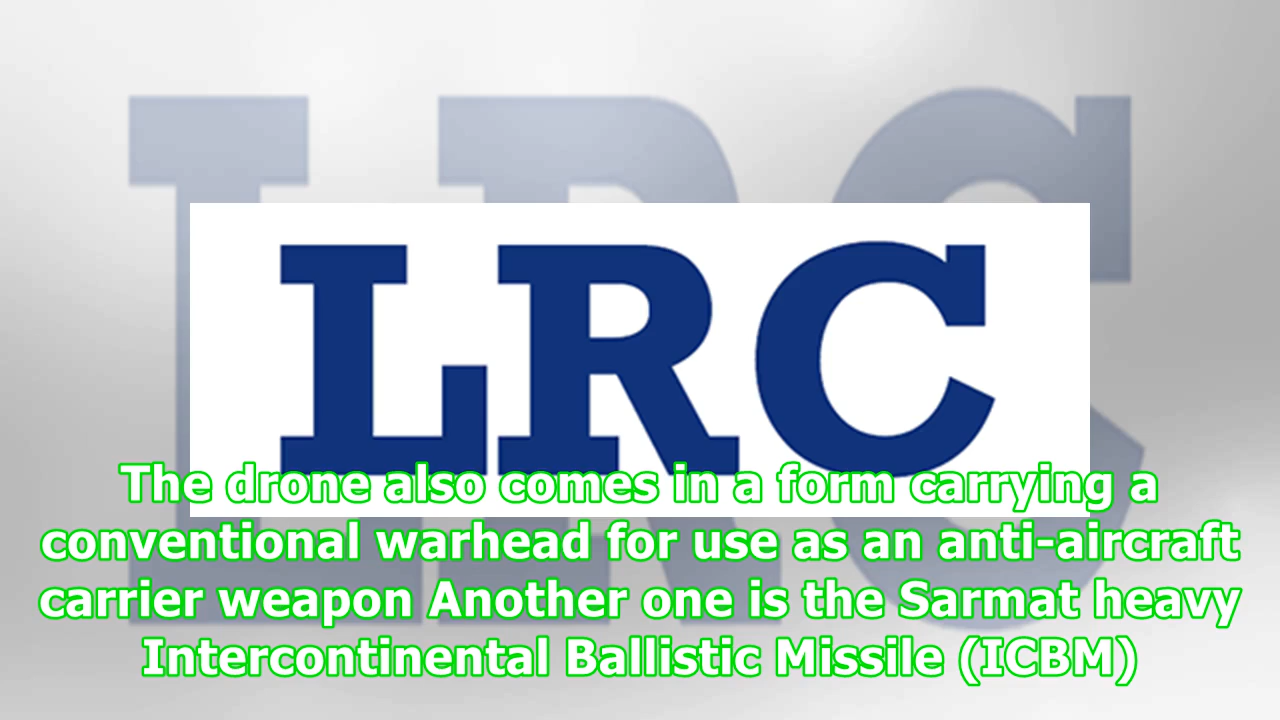 LRC
The drone also comes in a form carrying a
conventional warhead for use as an anti-aircraft
carrier weapon Another one is the Sarmat heavy
Intercontinental Ballistic Missile (ICBM)